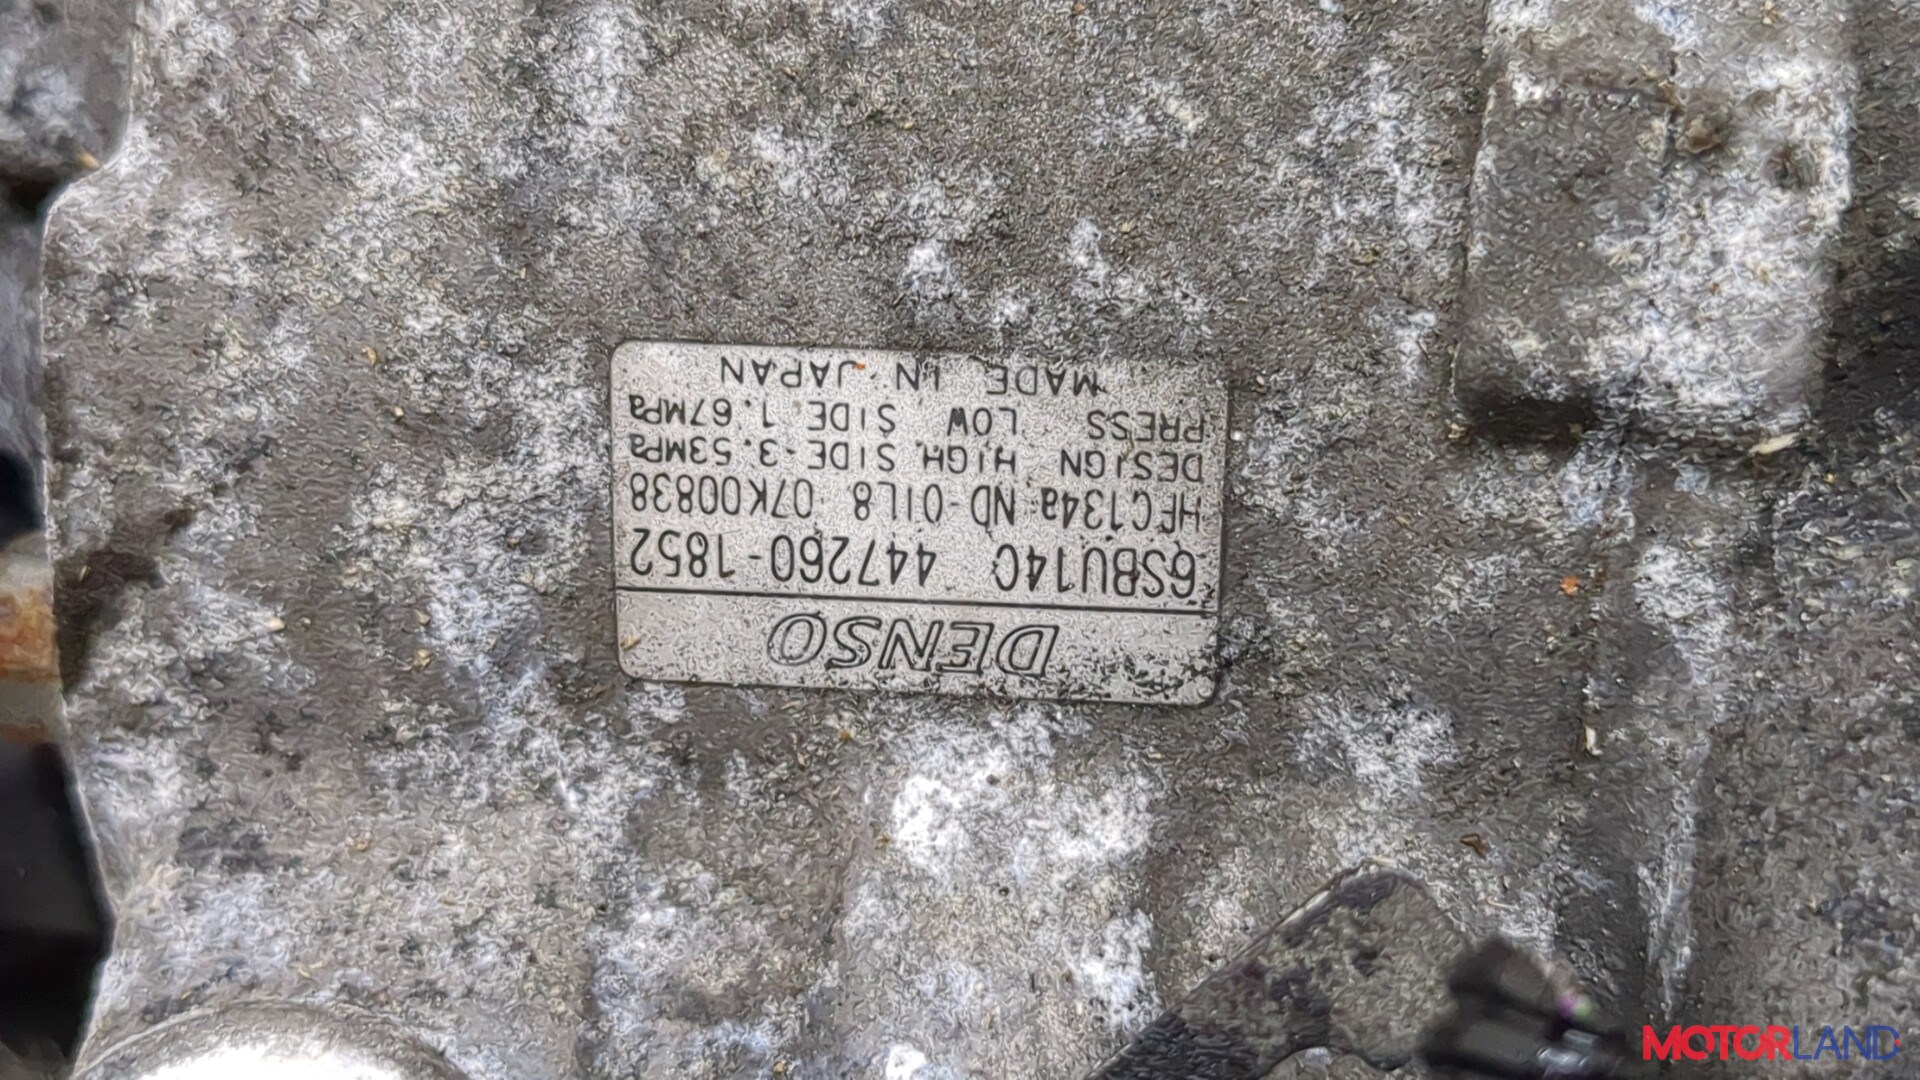 DENSO
6SBU14C 447260-1852
HFC134a ND-OIL8 07K00838
DESIGN HIGH SIDE-3.53MPa
PRESS LOW SIDE 1.67MPa
MADE IN JAPAN
MOTORLAND